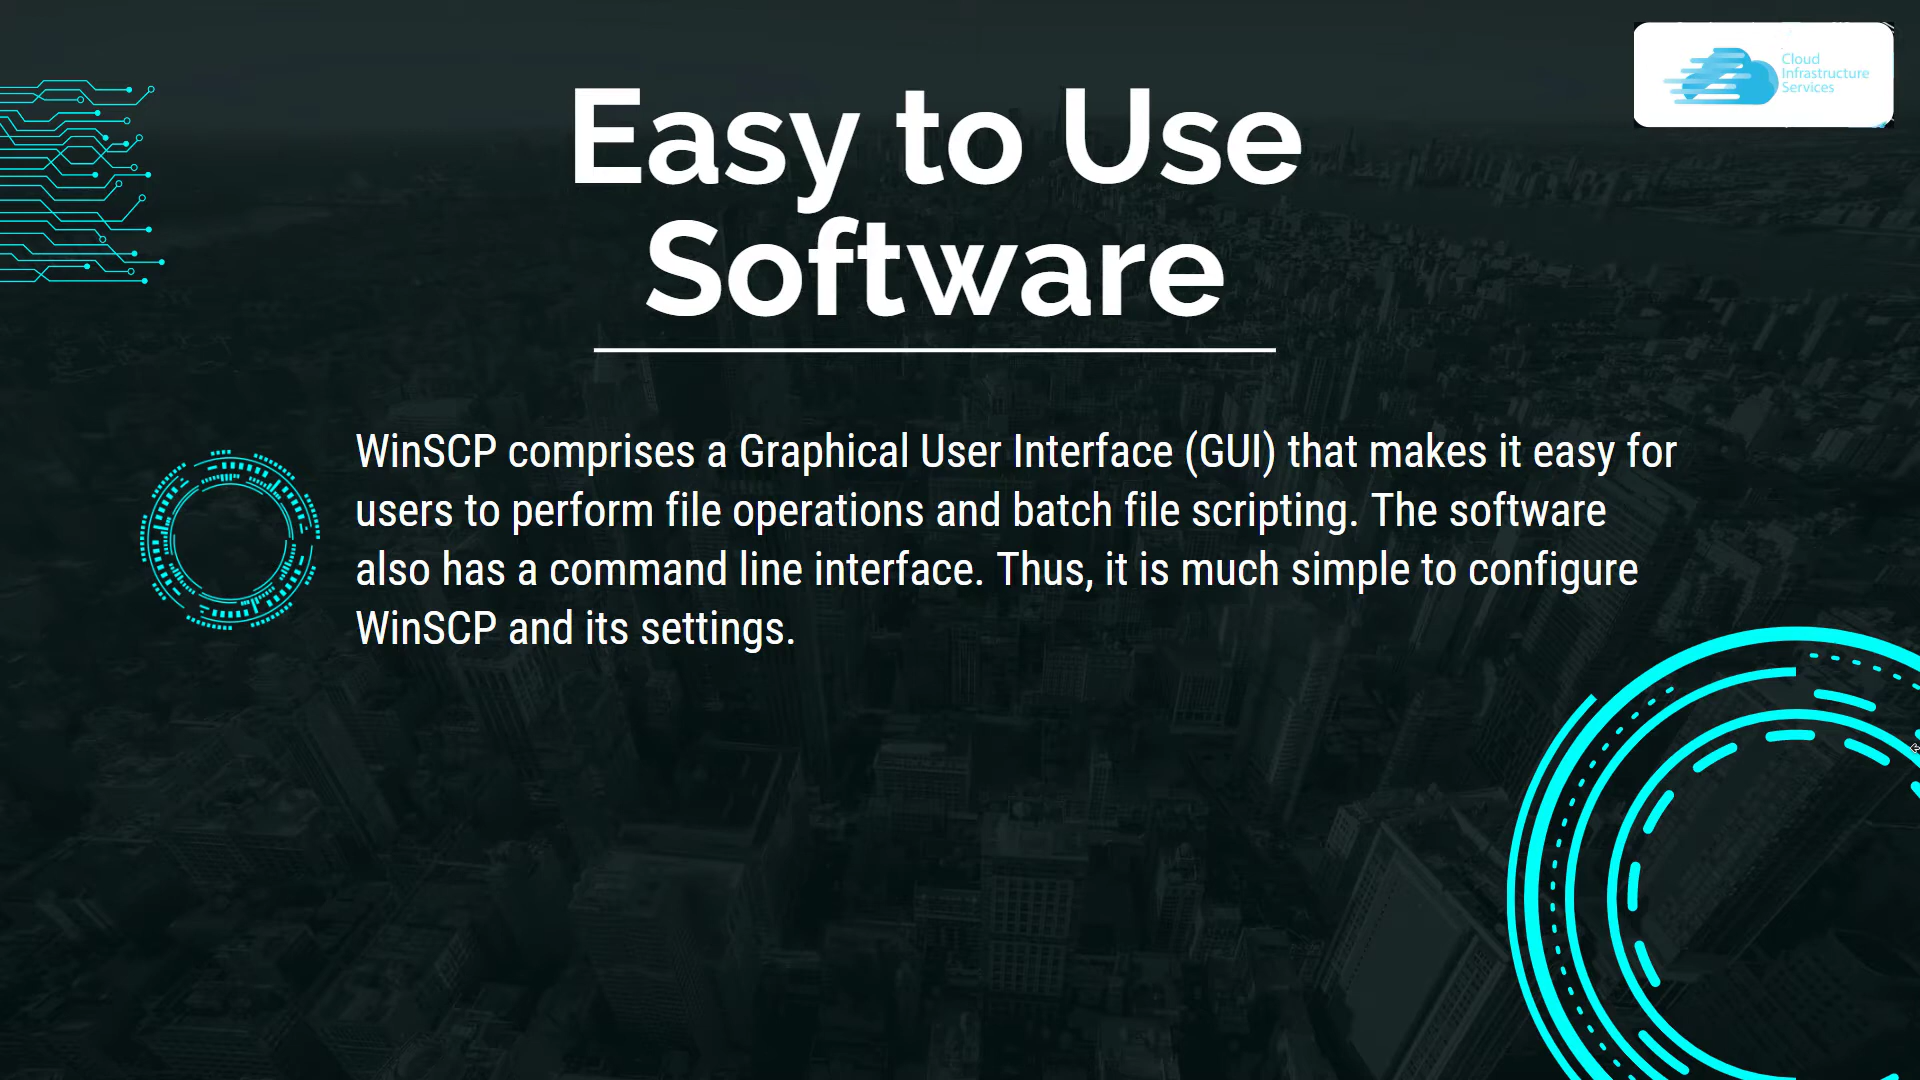 Cloud
Infrastructure
Services
Easy to Use
Software
WinSCP comprises a Graphical User Interface (GUI) that makes it easy for
users to perform file operations and batch file scripting. The software
also has a command line interface. Thus, it is much simple to configure
WinSCP and its settings.